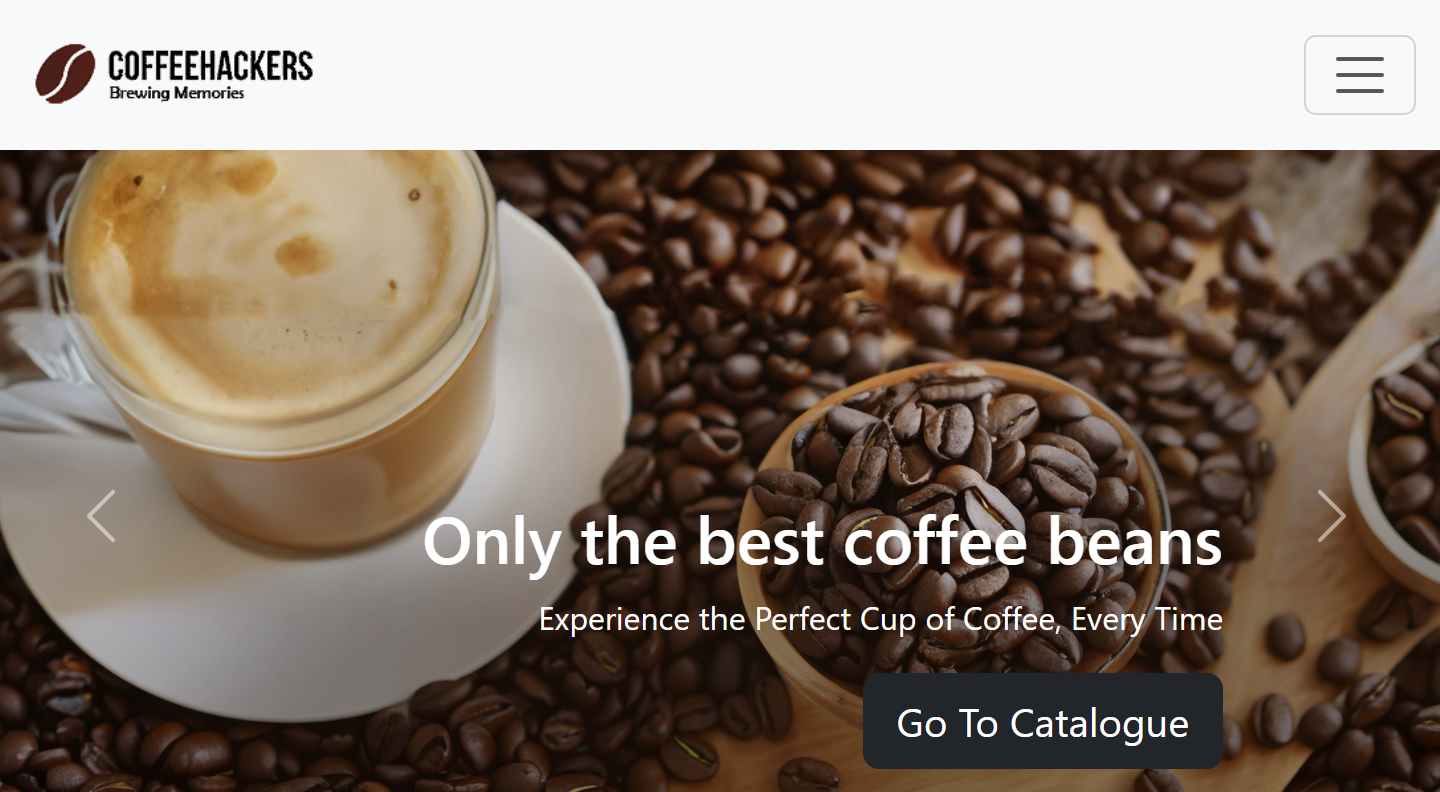 COFFEEHACKERS
Brewing Memories
Only the best coffee beans
Experience the Perfect Cup of Coffee, Every Time
Go To Catalogue